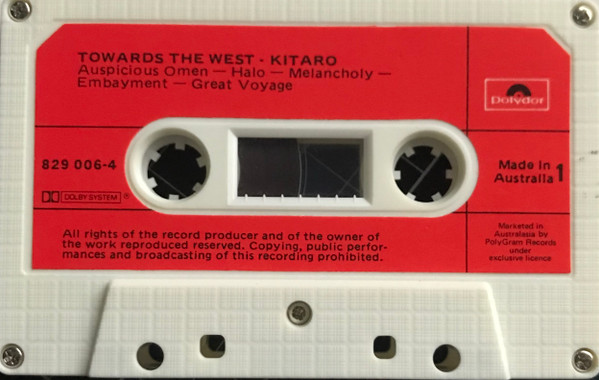 TOWARDS THE WEST - KITARO
Auspicious Omen — Halo — Melancholy —
Embayment — Great Voyage
Polydor
829 006-4
Made in
Australia
1
DOLBY SYSTEM ®
All rights of the record producer and of the owner of
the work reproduced reserved. Copying, public perfor-
mances and broadcasting of this recording prohibited.
Marketed in
Australasia by
PolyGram Records
under
exclusive licence